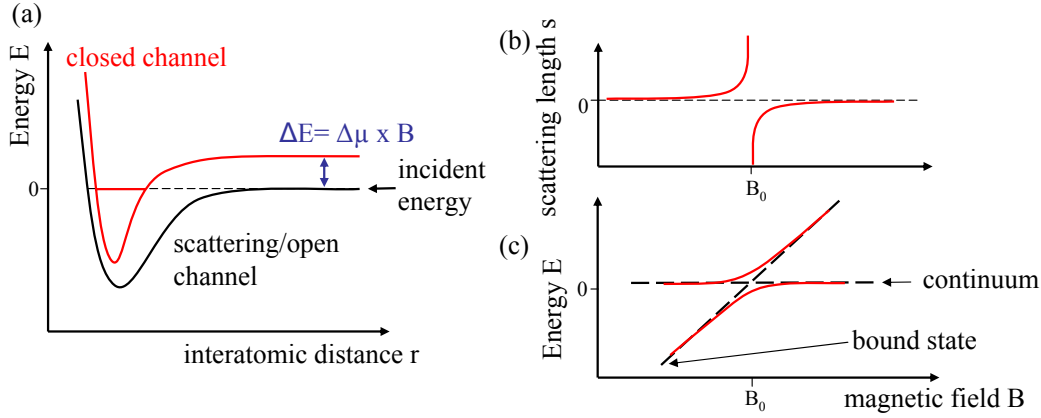 (a)
Energy E
closed channel
ΔE= Δμ x B
0
incident
energy
scattering/open
channel
interatomic distance r
(b)
scattering length s
0
B₀
(c)
Energy E
0
continuum
bound state
B₀
magnetic field B